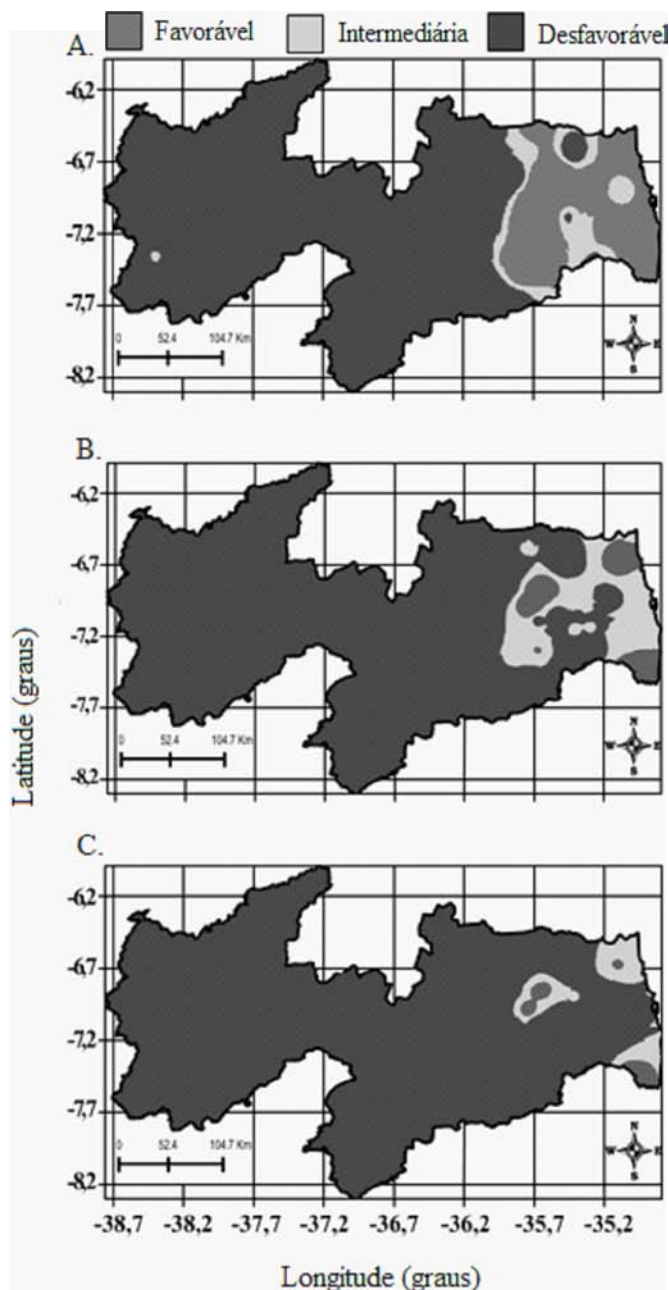 Favorável Intermediária Desfavorável
A.
-6,2
-6,7
-7,2
-7,7
-8,2
0 52.4 104.7 Km
N
W E
S
B.
-6,2
-6,7
-7,2
-7,7
-8,2
0 52.4 104.7 Km
N
W E
S
Latitude (graus)
C.
-6,2
-6,7
-7,2
-7,7
-8,2
0 52.4 104.7 Km
N
W E
S
-38,7 -38,2 -37,7 -37,2 -36,7 -36,2 -35,7 -35,2
Longitude (graus)